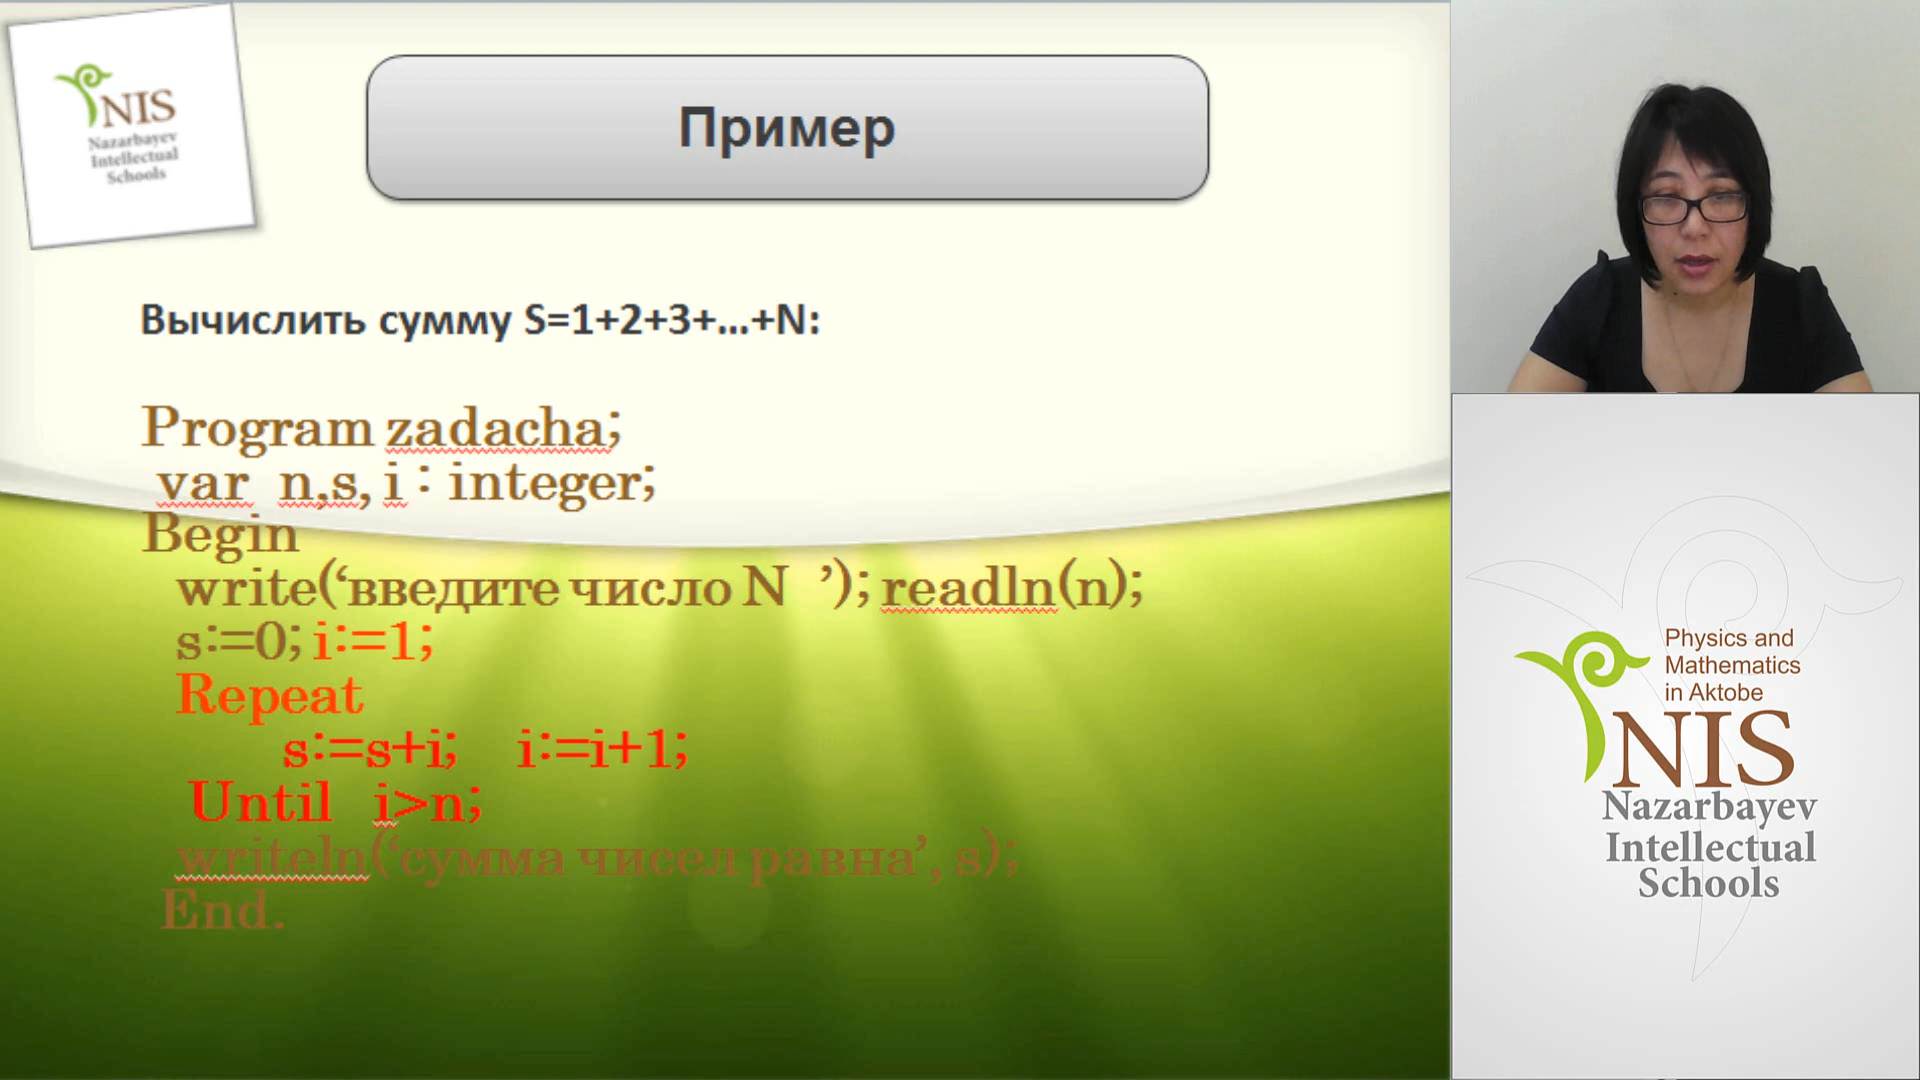 NIS
Nazarbayev
Intellectual
Schools
Пример
Вычислить сумму S=1+2+3+...+N:
Program zadacha;
var n,s, i : integer;
Begin
write(‘введите число N ’); readln(n);
s:=0; i:=1;
Repeat
s:=s+i; i:=i+1;
Until i>n;
writeln(‘сумма чисел равна’, s);
End.
Physics and
Mathematics
in Aktobe
NIS
Nazarbayev
Intellectual
Schools